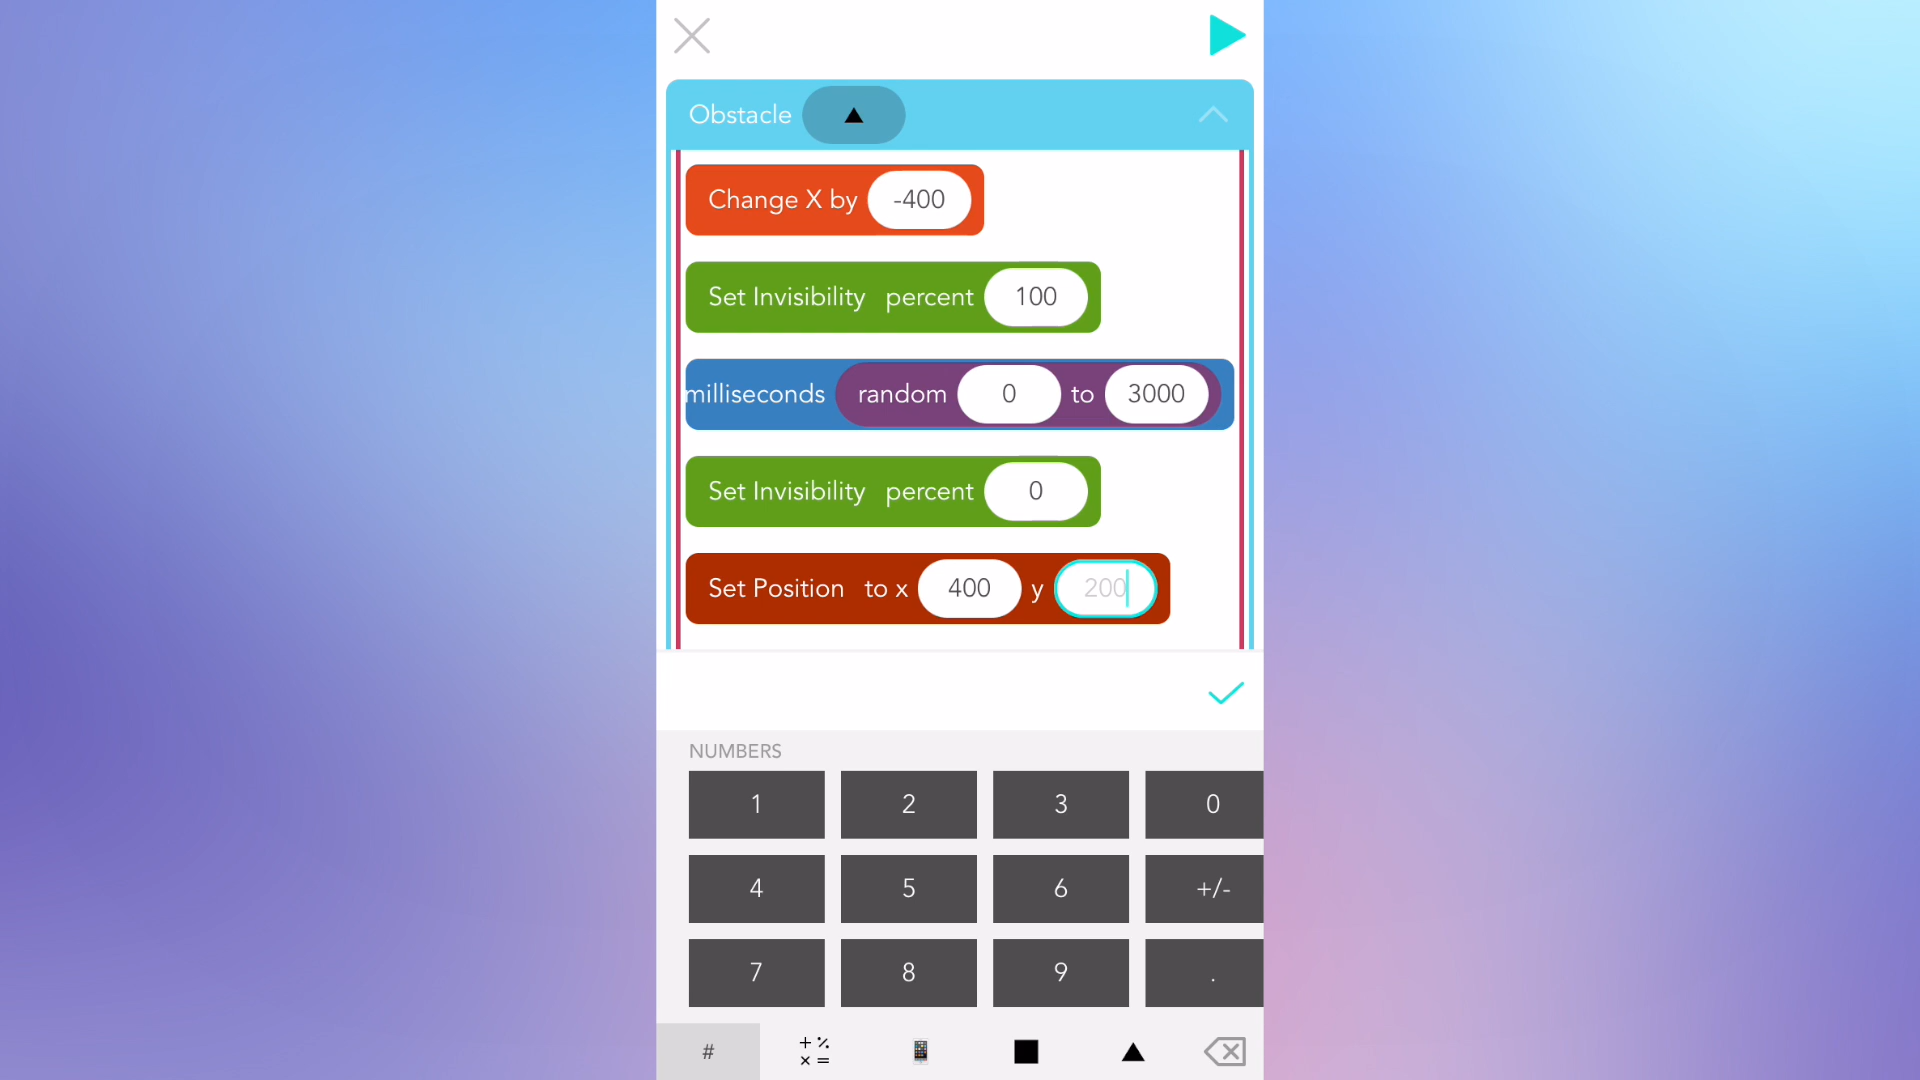 Obstacle ▲
Change X by -400
Set Invisibility percent 100
milliseconds random 0 to 3000
Set Invisibility percent 0
Set Position to x 400 y 200
NUMBERS
1 2 3 0
4 5 6 +/-
7 8 9 .
# + ٪ × =